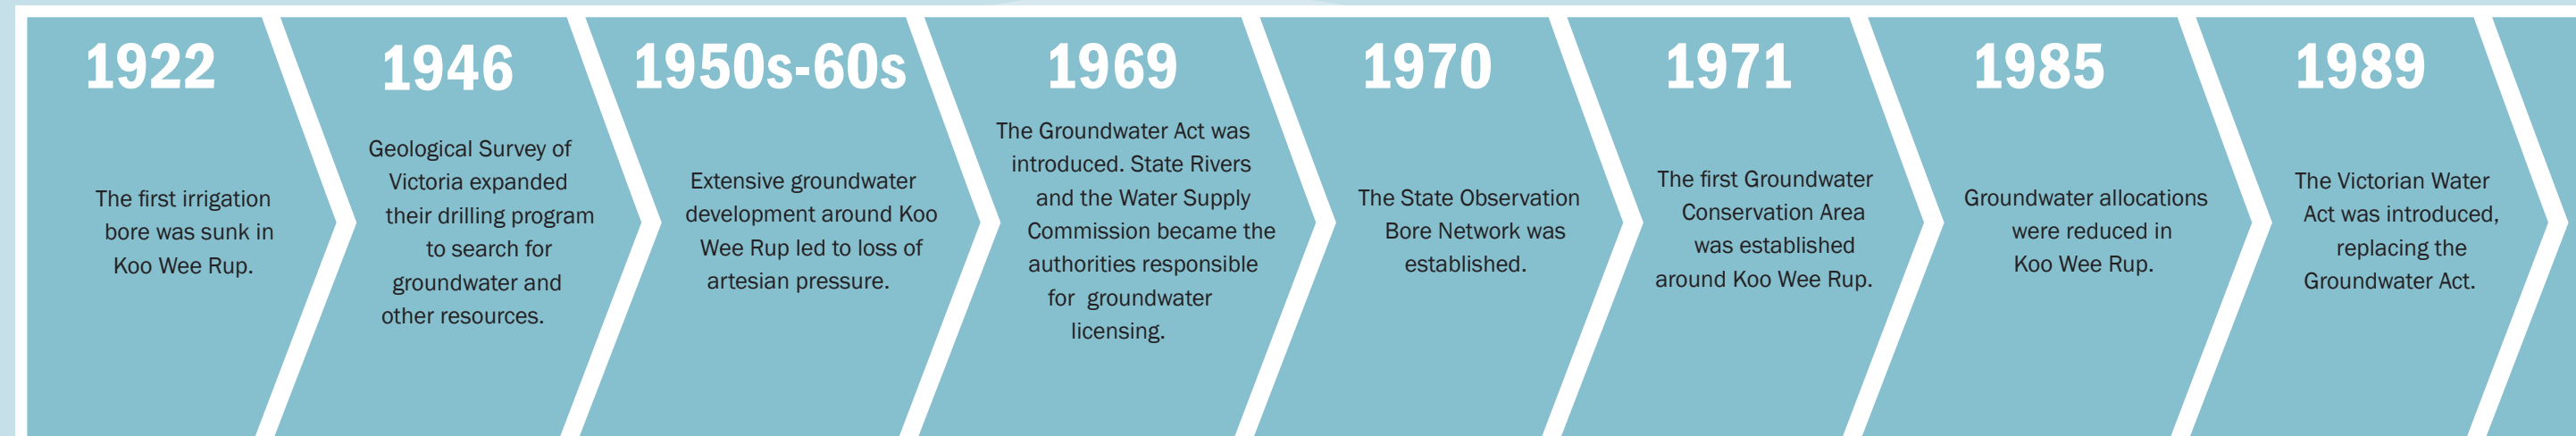 1922
The first irrigation
bore was sunk in
Koo Wee Rup.
1946
Geological Survey of
Victoria expanded
their drilling program
to search for
groundwater and
other resources.
1950s-60s
Extensive groundwater
development around Koo
Wee Rup led to loss of
artesian pressure.
1969
The Groundwater Act was
introduced. State Rivers
and the Water Supply
Commission became the
authorities responsible
for  groundwater
licensing.
1970
The State Observation
Bore Network was
established.
1971
The first Groundwater
Conservation Area
was established
around Koo Wee Rup.
1985
Groundwater allocations
were reduced in
Koo Wee Rup.
1989
The Victorian Water
Act was introduced,
replacing the
Groundwater Act.